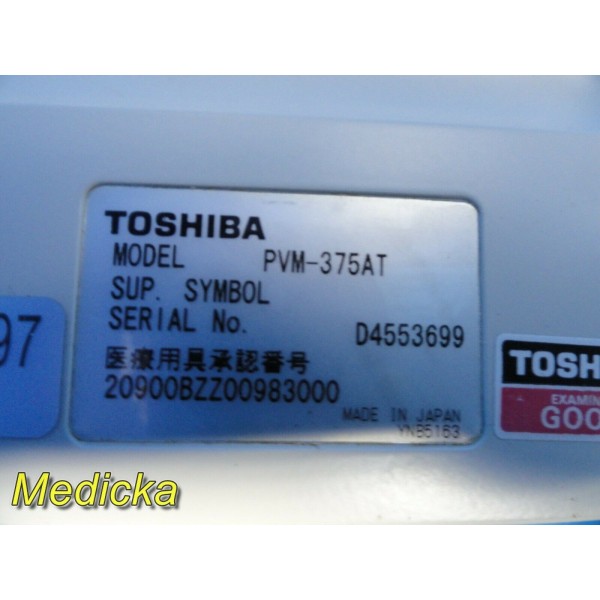 TOSHIBA
MODEL PVM-375AT
SUP. SYMBOL
SERIAL No. D4553699
医療用具承認番号
20900BZZ00983000
MADE IN JAPAN
YNB5163
97
TOSH
EXAMIN
GOO
Medicka